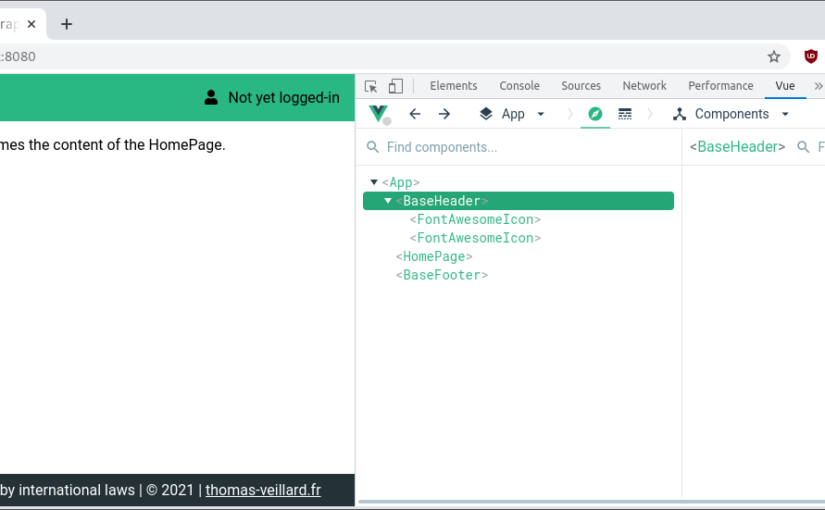 :8080
Not yet logged-in
Elements Console Sources Network Performance Vue »
App Components
mes the content of the HomePage.
Find components...
<BaseHeader>
<App>
<BaseHeader>
<FontAwesomeIcon>
<FontAwesomeIcon>
<HomePage>
<BaseFooter>
by international laws | © 2021 | thomas-veillard.fr